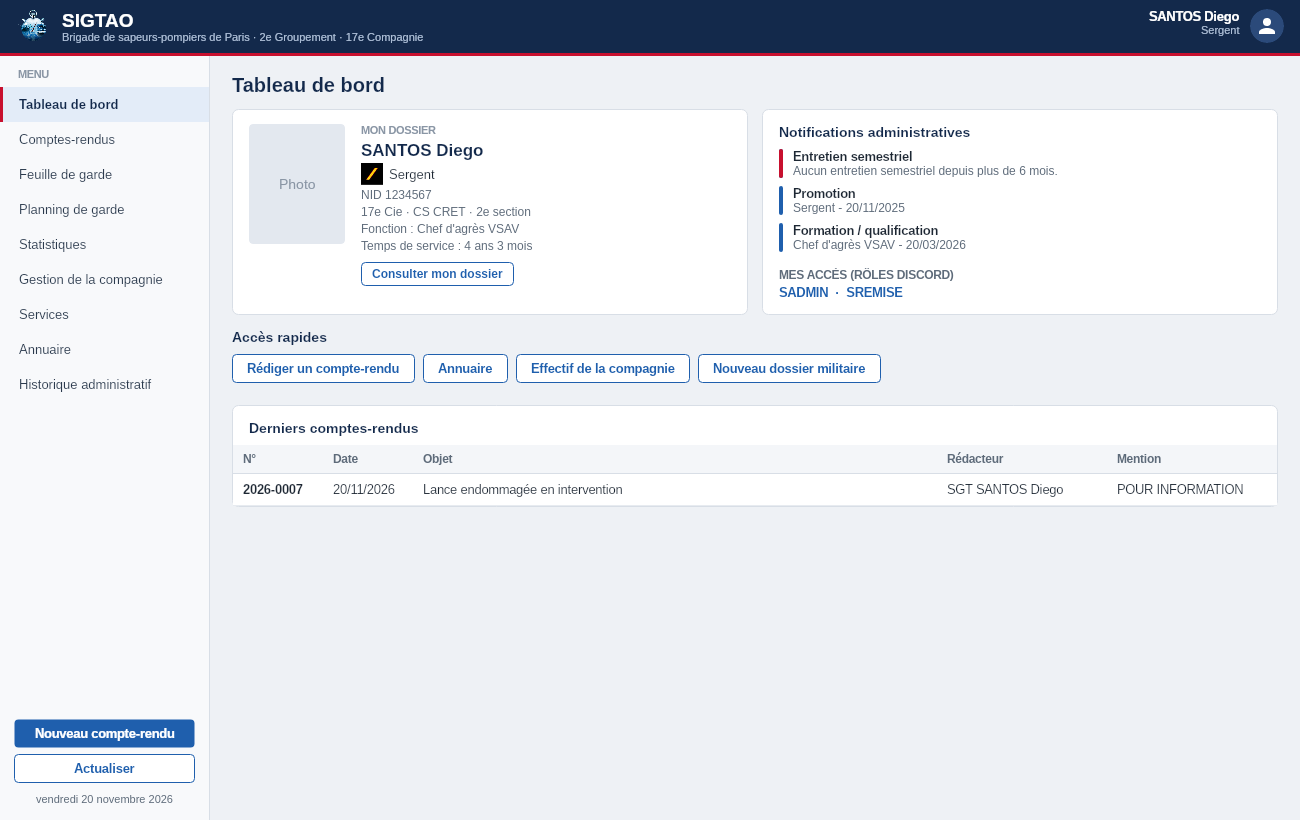 SIGTAO
Brigade de sapeurs-pompiers de Paris · 2e Groupement · 17e Compagnie
SANTOS Diego
Sergent
MENU
Tableau de bord
Comptes-rendus
Feuille de garde
Planning de garde
Statistiques
Gestion de la compagnie
Services
Annuaire
Historique administratif
Nouveau compte-rendu
Actualiser
vendredi 20 novembre 2026
Tableau de bord
Photo
MON DOSSIER
SANTOS Diego
Sergent
NID 1234567
17e Cie · CS CRET · 2e section
Fonction : Chef d'agrès VSAV
Temps de service : 4 ans 3 mois
Consulter mon dossier
Notifications administratives
Entretien semestriel
Aucun entretien semestriel depuis plus de 6 mois.
Promotion
Sergent - 20/11/2025
Formation / qualification
Chef d'agrès VSAV - 20/03/2026
MES ACCÈS (RÔLES DISCORD)
SADMIN · SREMISE
Accès rapides
Rédiger un compte-rendu
Annuaire
Effectif de la compagnie
Nouveau dossier militaire
Derniers comptes-rendus
N° Date Objet Rédacteur Mention
2026-0007 20/11/2026 Lance endommagée en intervention SGT SANTOS Diego POUR INFORMATION